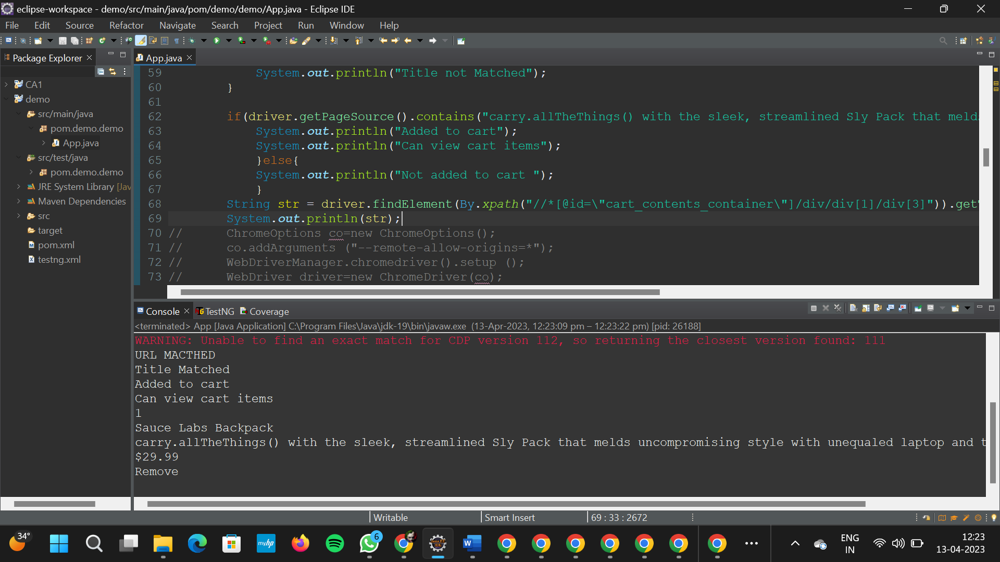 eclipse-workspace - demo/src/main/java/pom/demo/demo/App.java - Eclipse IDE
File Edit Source Refactor Navigate Search Project Run Window Help
Package Explorer
CA1
demo
src/main/java
pom.demo.demo
App.java
src/test/java
pom.demo.demo
JRE System Library [Jav
Maven Dependencies
src
target
pom.xml
testng.xml
App.java
59 System.out.println("Title not Matched");
60 }
61
62 if(driver.getPageSource().contains("carry.allTheThings() with the sleek, streamlined Sly Pack that meld
63 System.out.println("Added to cart");
64 System.out.println("Can view cart items");
65 }else{
66 System.out.println("Not added to cart ");
67 }
68 String str = driver.findElement(By.xpath("//*[@id=\"cart_contents_container\"]/div/div[1]/div[3]")).get
69 System.out.println(str);
70 // ChromeOptions co=new ChromeOptions();
71 // co.addArguments ("--remote-allow-origins=*");
72 // WebDriverManager.chromedriver().setup ();
73 // WebDriver driver=new ChromeDriver(co);
Console TestNG Coverage
<terminated> App [Java Application] C:\Program Files\Java\jdk-19\bin\javaw.exe (13-Apr-2023, 12:23:09 pm – 12:23:22 pm) [pid: 26188]
WARNING: Unable to find an exact match for CDP version 112, so returning the closest version found: 111
URL MACTHED
Title Matched
Added to cart
Can view cart items
1
Sauce Labs Backpack
carry.allTheThings() with the sleek, streamlined Sly Pack that melds uncompromising style with unequaled laptop and t
$29.99
Remove
Writable Smart Insert 69 : 33 : 2672
34°
myhp
6
JAVA EE
IDE
W
ENG
IN
12:23
13-04-2023